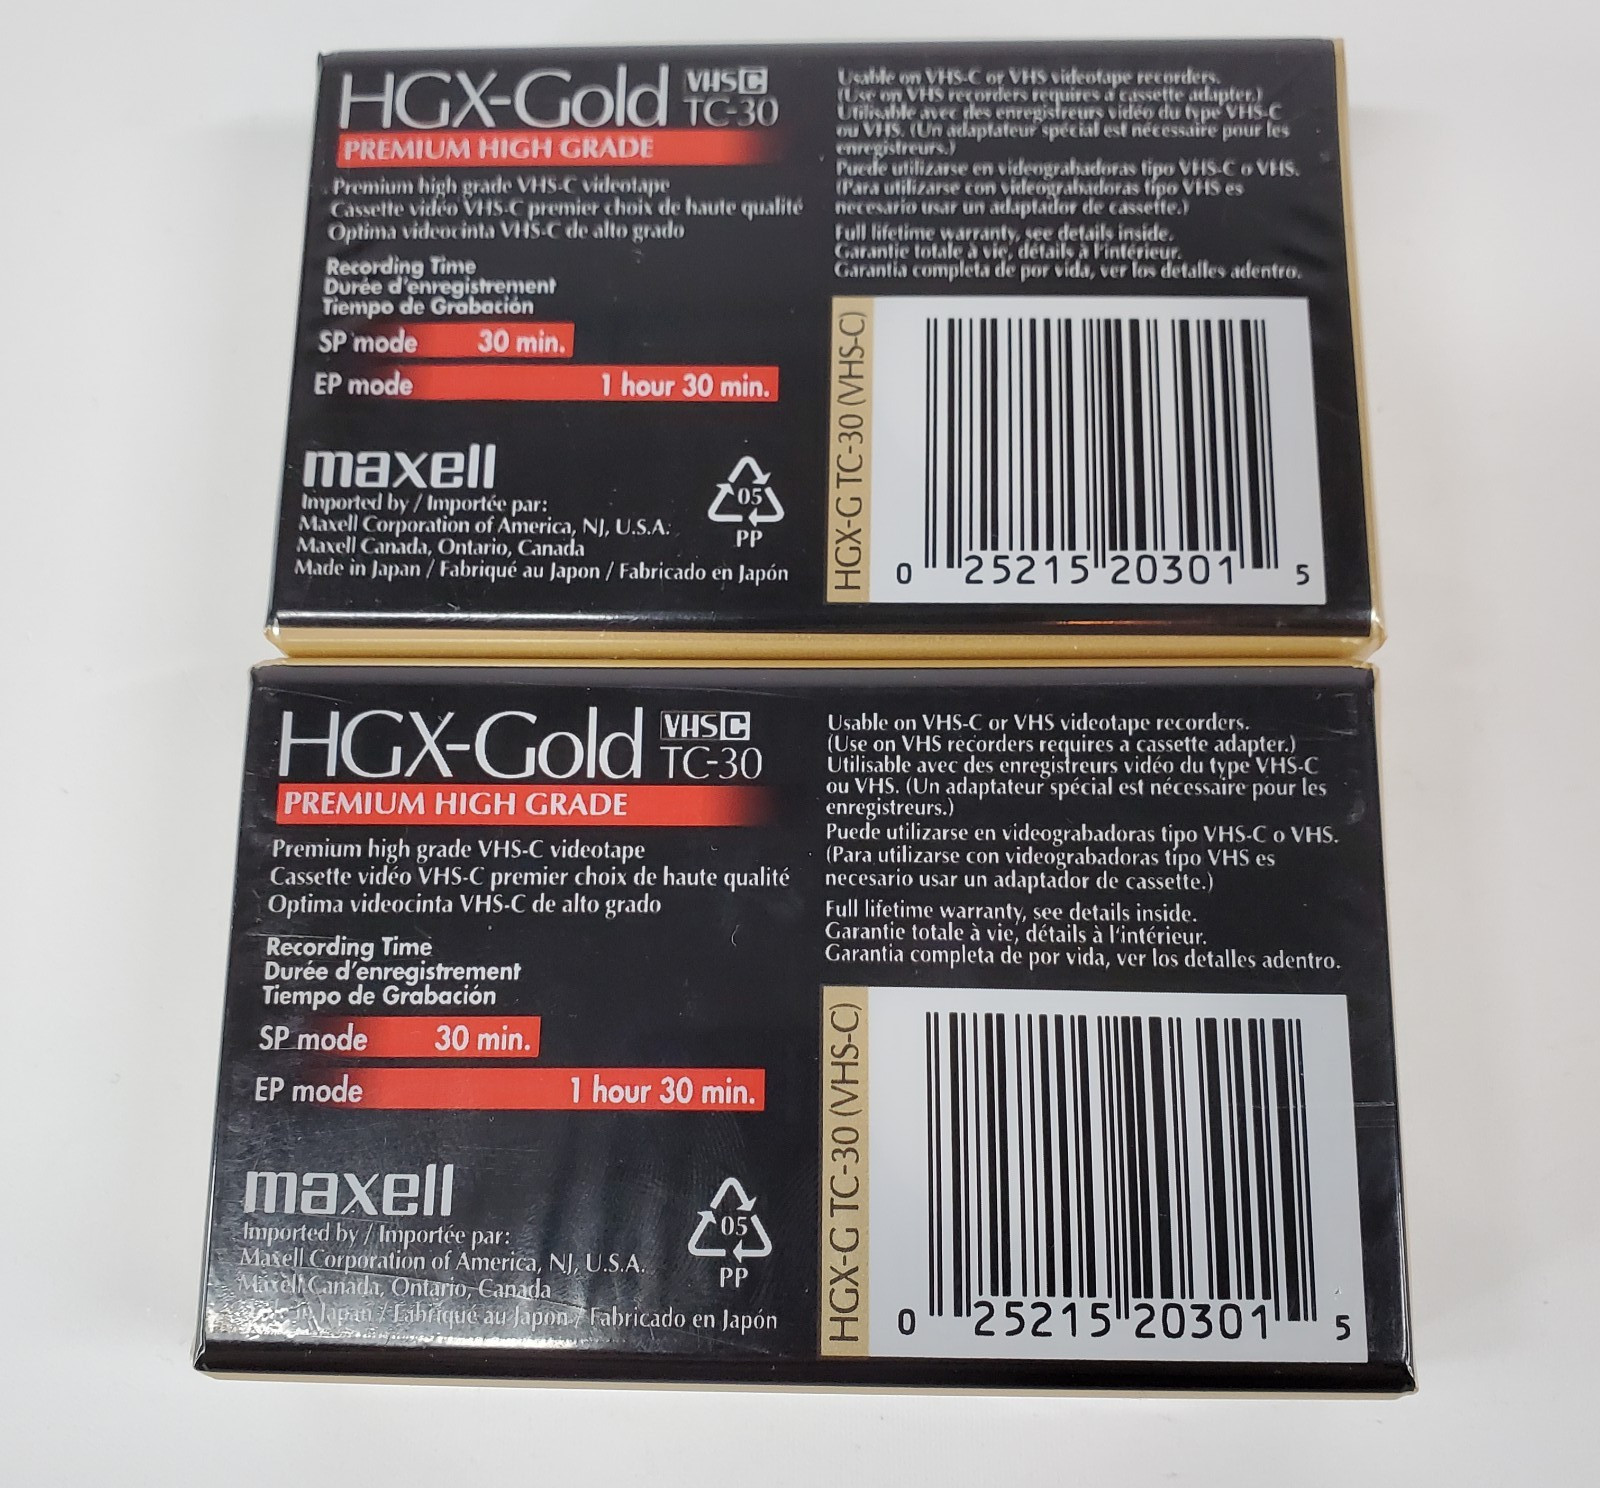 HGX-Gold VHS C
TC-30
PREMIUM HIGH GRADE
Premium high grade VHS-C videotape
Cassette vidéo VHS-C premier choix de haute qualité
Optima videocinta VHS-C de alto grado
Recording Time
Durée d'enregistrement
Tiempo de Grabación
SP mode 30 min.
EP mode 1 hour 30 min.
maxell
Imported by / Importée par:
Maxell Corporation of America, NJ, U.S.A.
Maxell Canada, Ontario, Canada
Made in Japan / Fabriqué au Japon / Fabricado en Japón
05
PP
Usable on VHS-C or VHS videotape recorders.
(Use on VHS recorders requires a cassette adapter.)
Utilisable avec des enregistreurs vidéo du type VHS-C
ou VHS. (Un adaptateur spécial est nécessaire pour les
enregistreurs.)
Puede utilizarse en videograbadoras tipo VHS-C o VHS.
(Para utilizarse con videograbadoras tipo VHS es
necesario usar un adaptador de cassette.)
Full lifetime warranty, see details inside.
Garantie totale à vie, détails à l'intérieur.
Garantia completa de por vida, ver los detalles adentro.
HGX-G TC-30 (VHS-C)
0 25215 20301 5
HGX-Gold VHS C
TC-30
PREMIUM HIGH GRADE
Premium high grade VHS-C videotape
Cassette vidéo VHS-C premier choix de haute qualité
Optima videocinta VHS-C de alto grado
Recording Time
Durée d'enregistrement
Tiempo de Grabación
SP mode 30 min.
EP mode 1 hour 30 min.
maxell
Imported by / Importée par:
Maxell Corporation of America, NJ, U.S.A.
Maxell Canada, Ontario, Canada
Made in Japan / Fabriqué au Japon / Fabricado en Japón
05
PP
Usable on VHS-C or VHS videotape recorders.
(Use on VHS recorders requires a cassette adapter.)
Utilisable avec des enregistreurs vidéo du type VHS-C
ou VHS. (Un adaptateur spécial est nécessaire pour les
enregistreurs.)
Puede utilizarse en videograbadoras tipo VHS-C o VHS.
(Para utilizarse con videograbadoras tipo VHS es
necesario usar un adaptador de cassette.)
Full lifetime warranty, see details inside.
Garantie totale à vie, détails à l'intérieur.
Garantia completa de por vida, ver los detalles adentro.
HGX-G TC-30 (VHS-C)
0 25215 20301 5